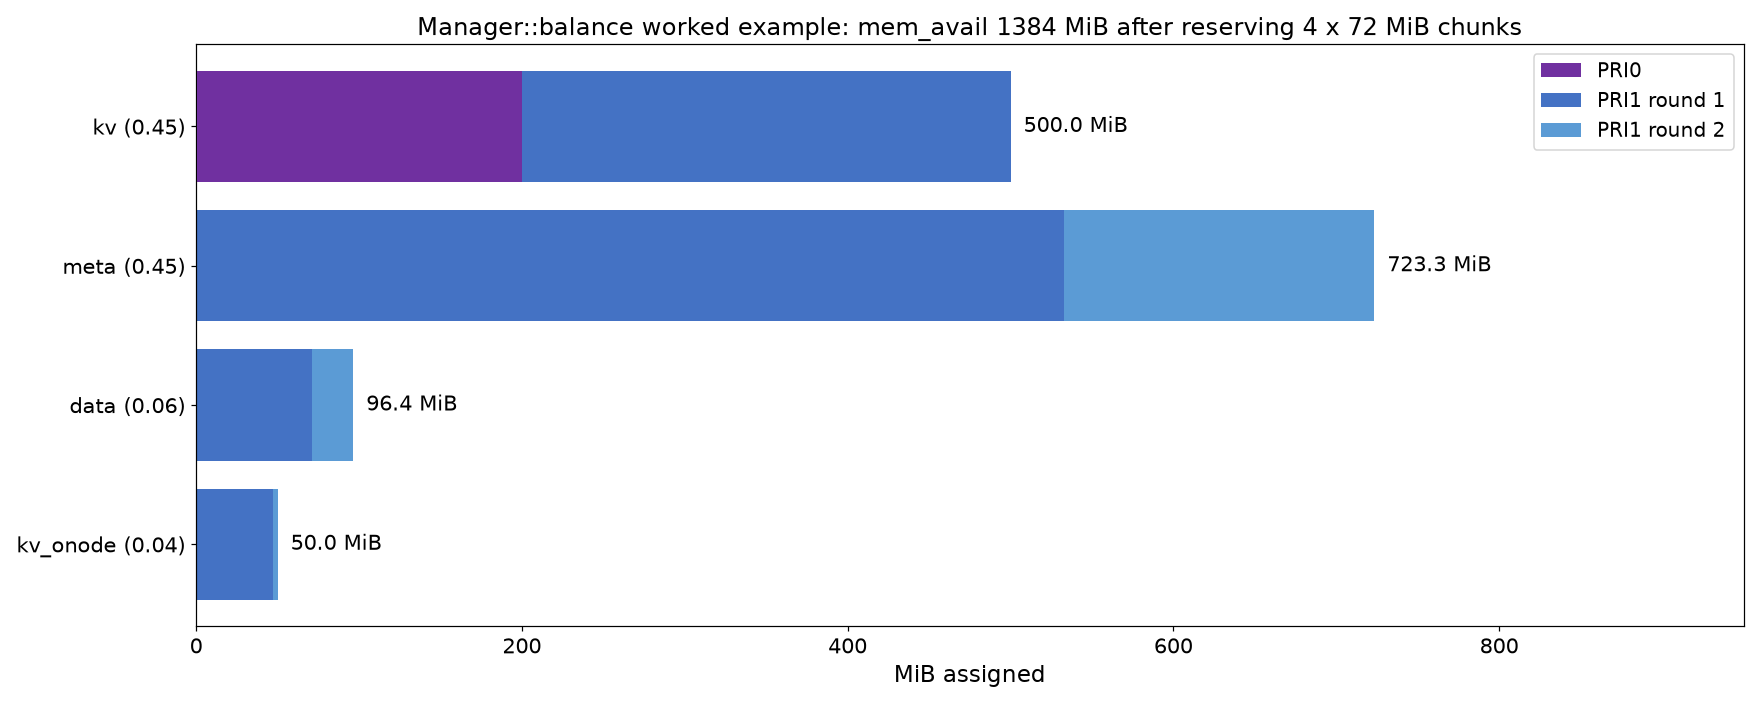 Manager::balance worked example: mem_avail 1384 MiB after reserving 4 x 72 MiB chunks
PRI0
PRI1 round 1
PRI1 round 2
kv (0.45)
500.0 MiB
meta (0.45)
723.3 MiB
data (0.06)
96.4 MiB
kv_onode (0.04)
50.0 MiB
0 200 400 600 800
MiB assigned